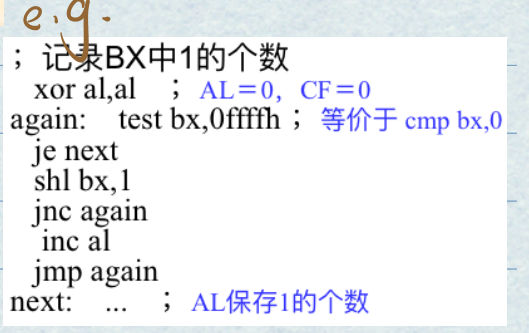 e.g.
; 记录BX中1的个数
xor al,al ; AL＝0，CF＝0
again: test bx,0ffffh ; 等价于 cmp bx,0
je next
shl bx,1
jnc again
inc al
jmp again
next: ... ; AL保存1的个数